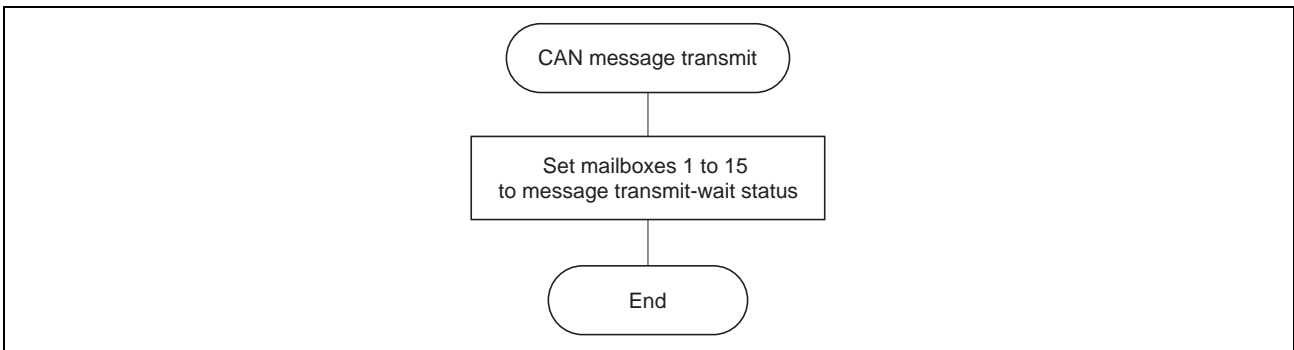 CAN message transmit
Set mailboxes 1 to 15
to message transmit-wait status
End